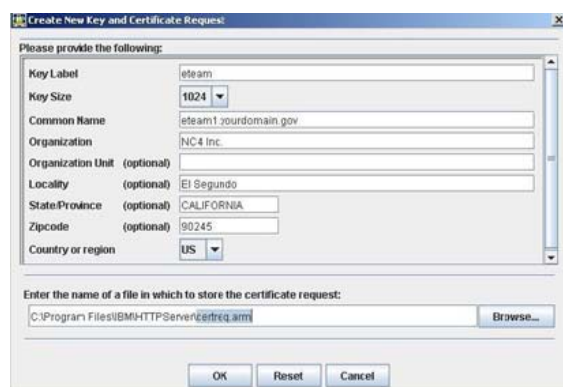 Create New Key and Certificate Request
Please provide the following:
Key Label eteam
Key Size 1024
Common Name eteam1.yourdomain.gov
Organization NC4 Inc.
Organization Unit (optional)
Locality (optional) El Segundo
State/Province (optional) CALIFORNIA
Zipcode (optional) 90245
Country or region US
Enter the name of a file in which to store the certificate request:
C:\Program Files\IBM\HTTPServer\certreq.arm Browse...
OK Reset Cancel